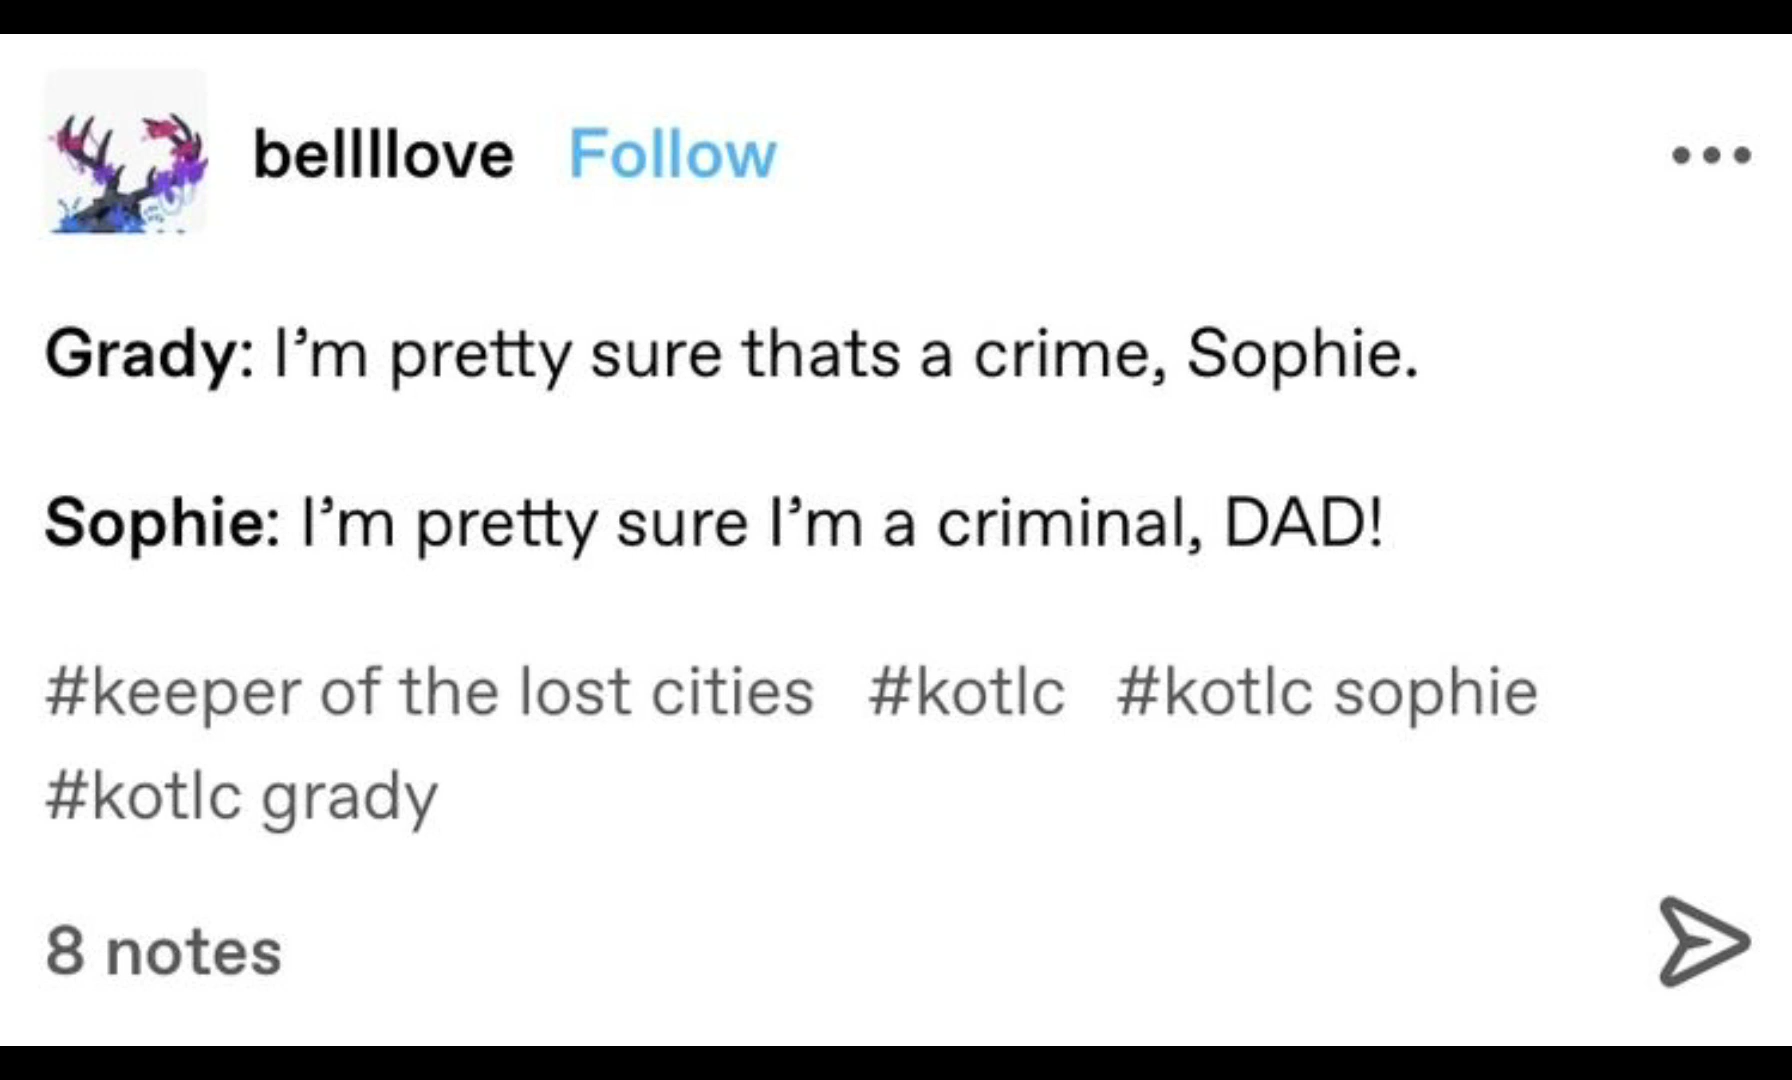 bellllove Follow
Grady: I’m pretty sure thats a crime, Sophie.
Sophie: I’m pretty sure I’m a criminal, DAD!
#keeper of the lost cities #kotlc #kotlc sophie
#kotlc grady
8 notes